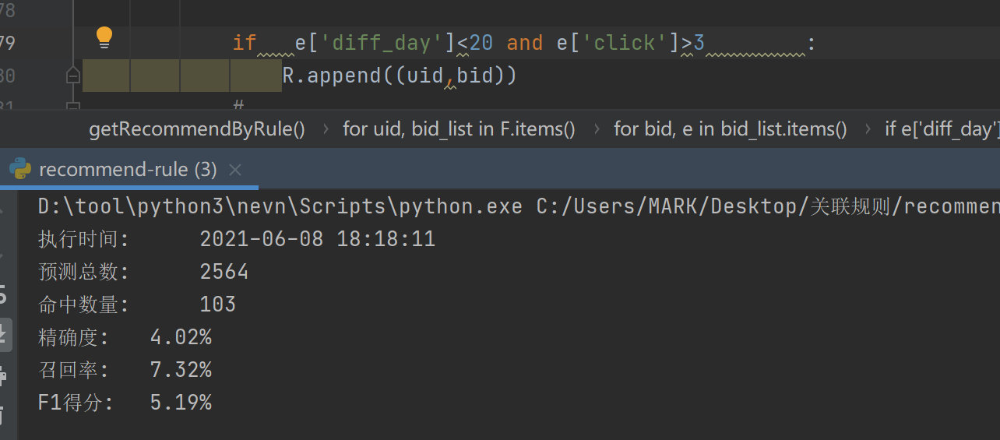 78
79 if   e['diff_day']<20 and e['click']>3        :
80 R.append((uid,bid))
81 #
getRecommendByRule() › for uid, bid_list in F.items() › for bid, e in bid_list.items() › if e['diff_day']
recommend-rule (3) ×
D:\tool\python3\nevn\Scripts\python.exe C:/Users/MARK/Desktop/关联规则/recommen
执行时间: 2021-06-08 18:18:11
预测总数: 2564
命中数量: 103
精确度: 4.02%
召回率: 7.32%
F1得分: 5.19%